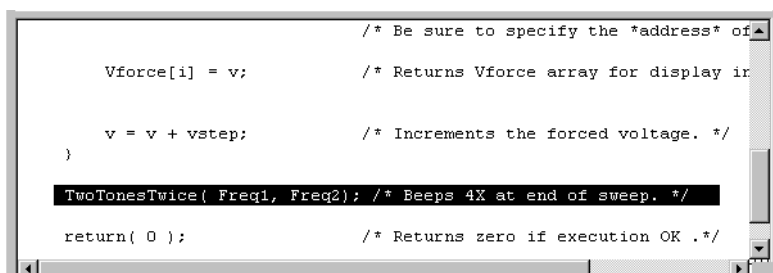 /* Be sure to specify the *address* of
Vforce[i] = v; /* Returns Vforce array for display in
v = v + vstep; /* Increments the forced voltage. */
}
TwoTonesTwice( Freq1, Freq2); /* Beeps 4X at end of sweep. */
return( 0 ); /* Returns zero if execution OK .*/